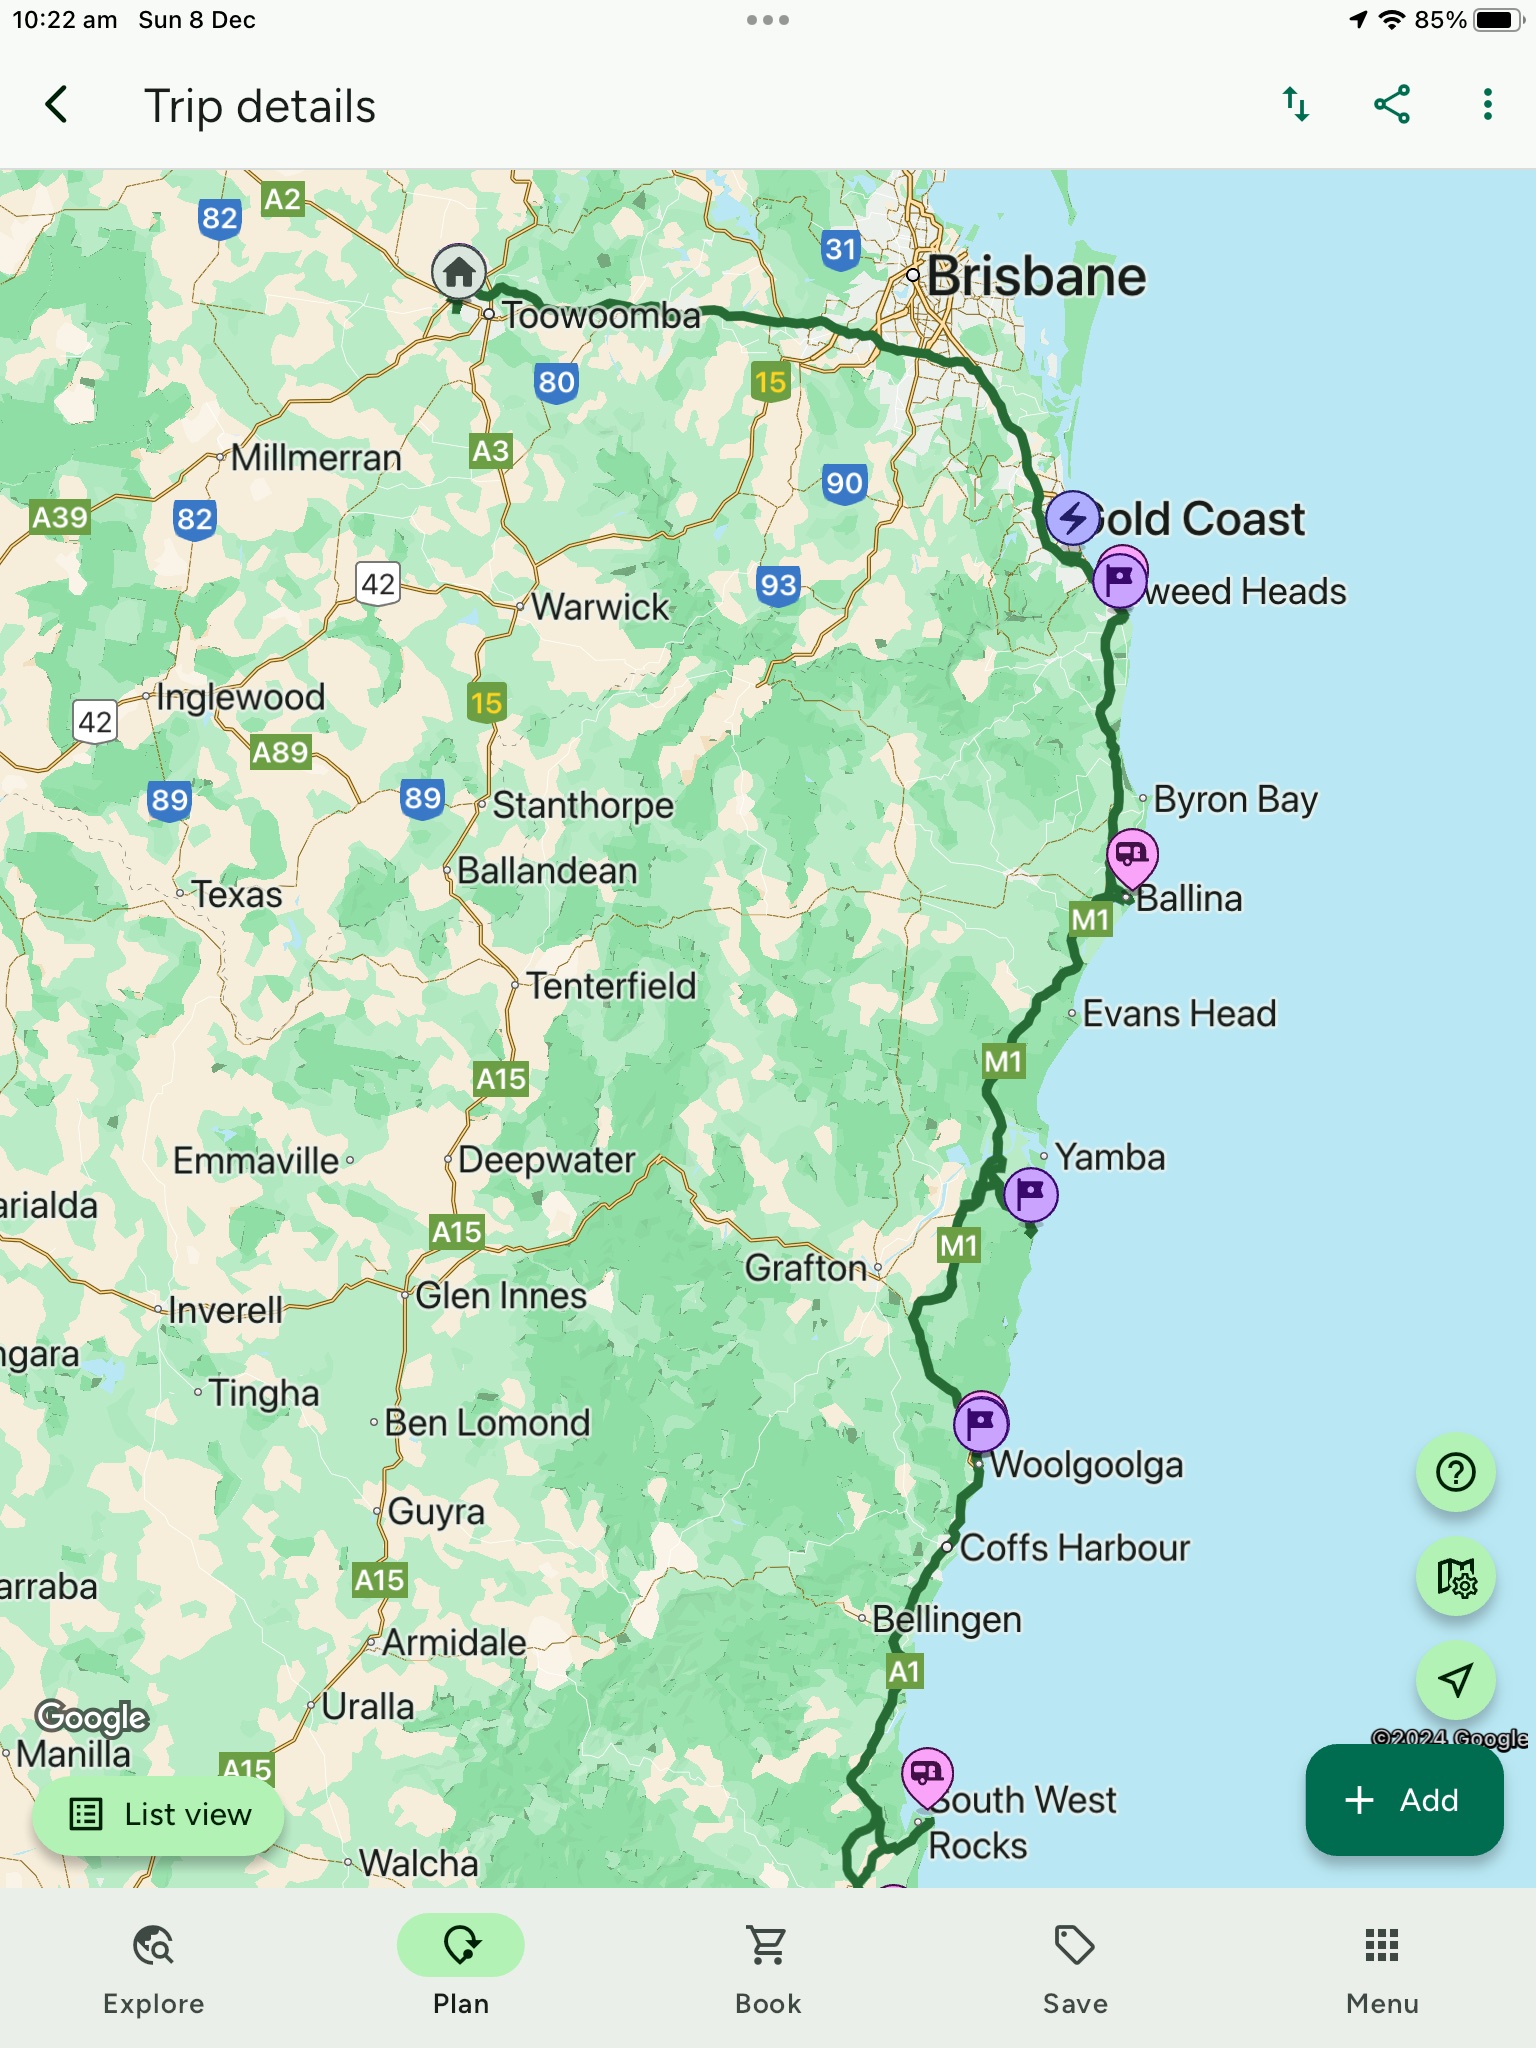 10:22 am Sun 8 Dec
85%
Trip details
A2
82
31
Brisbane
Toowoomba
80
15
A3
Millmerran
90
A39
82
Gold Coast
42
93
Tweed Heads
Warwick
Inglewood
15
42
A89
89
89
Stanthorpe
Byron Bay
Ballandean
Texas
Ballina
M1
Tenterfield
Evans Head
M1
A15
Emmaville
Deepwater
Yamba
arialda
A15
M1
Grafton
Glen Innes
Inverell
ngara
Tingha
Ben Lomond
Woolgoolga
Guyra
Coffs Harbour
A15
arraba
Bellingen
Armidale
A1
Uralla
Google
©2024 Google
Manilla
A15
South West
Rocks
List view
+ Add
Walcha
Explore
Plan
Book
Save
Menu